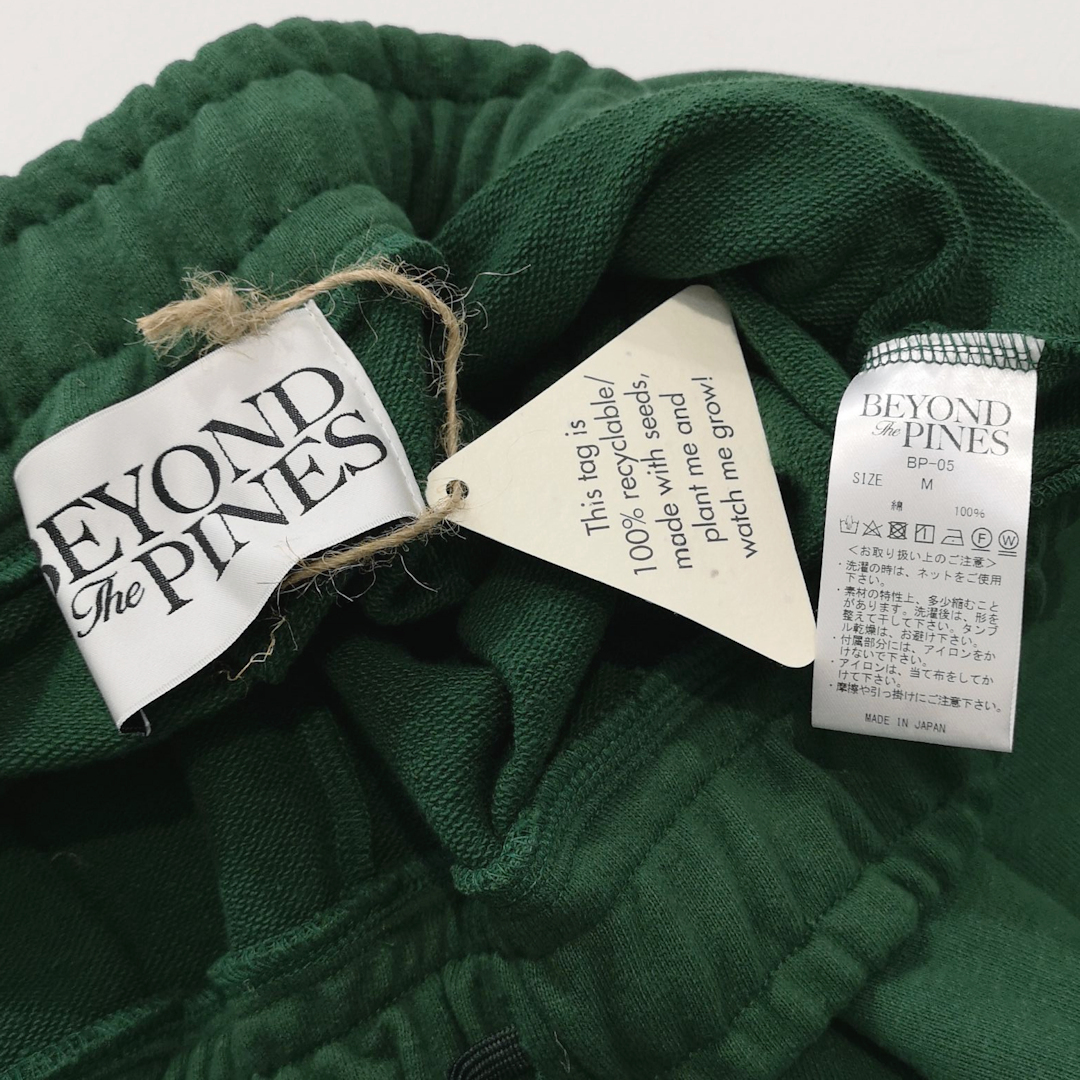 BEYOND
The PINES
This tag is
100% recyclable/
made with seeds,
plant me and
watch me grow!
BEYOND
The PINES
BP-05
SIZE M
綿 100%
<お取り扱い上のご注意>
・洗濯の時は、ネットをご使用
下さい。
・素材の特性上、多少縮むこと
があります。洗濯後は、形を
整えて干して下さい。タンブ
ル乾燥は、お避け下さい。
・付属部分には、アイロンをか
けないで下さい。
・アイロンは、当て布をしてか
けて下さい。
・摩擦や引っ掛けにご注意下さい。
MADE IN JAPAN